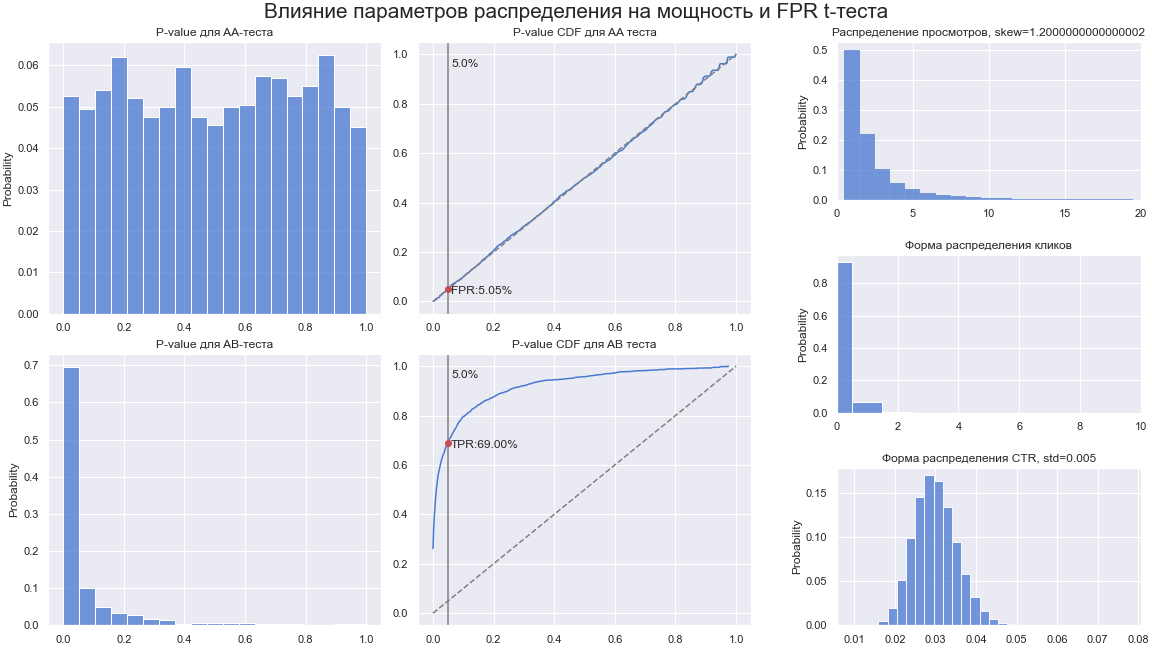 Влияние параметров распределения на мощность и FPR t-теста
P-value для AA-теста
Probability
0.06
0.05
0.04
0.03
0.02
0.01
0.00
0.0 0.2 0.4 0.6 0.8 1.0
P-value CDF для AA теста
1.0
0.8
0.6
0.4
0.2
0.0
5.0%
FPR:5.05%
0.0 0.2 0.4 0.6 0.8 1.0
Распределение просмотров, skew=1.2000000000000002
Probability
0.5
0.4
0.3
0.2
0.1
0.0
0 5 10 15 20
Форма распределения кликов
Probability
0.8
0.6
0.4
0.2
0.0
0 2 4 6 8 10
P-value для AB-теста
Probability
0.7
0.6
0.5
0.4
0.3
0.2
0.1
0.0
0.0 0.2 0.4 0.6 0.8 1.0
P-value CDF для AB теста
1.0
0.8
0.6
0.4
0.2
0.0
5.0%
TPR:69.00%
0.0 0.2 0.4 0.6 0.8 1.0
Форма распределения CTR, std=0.005
Probability
0.15
0.10
0.05
0.00
0.01 0.02 0.03 0.04 0.05 0.06 0.07 0.08